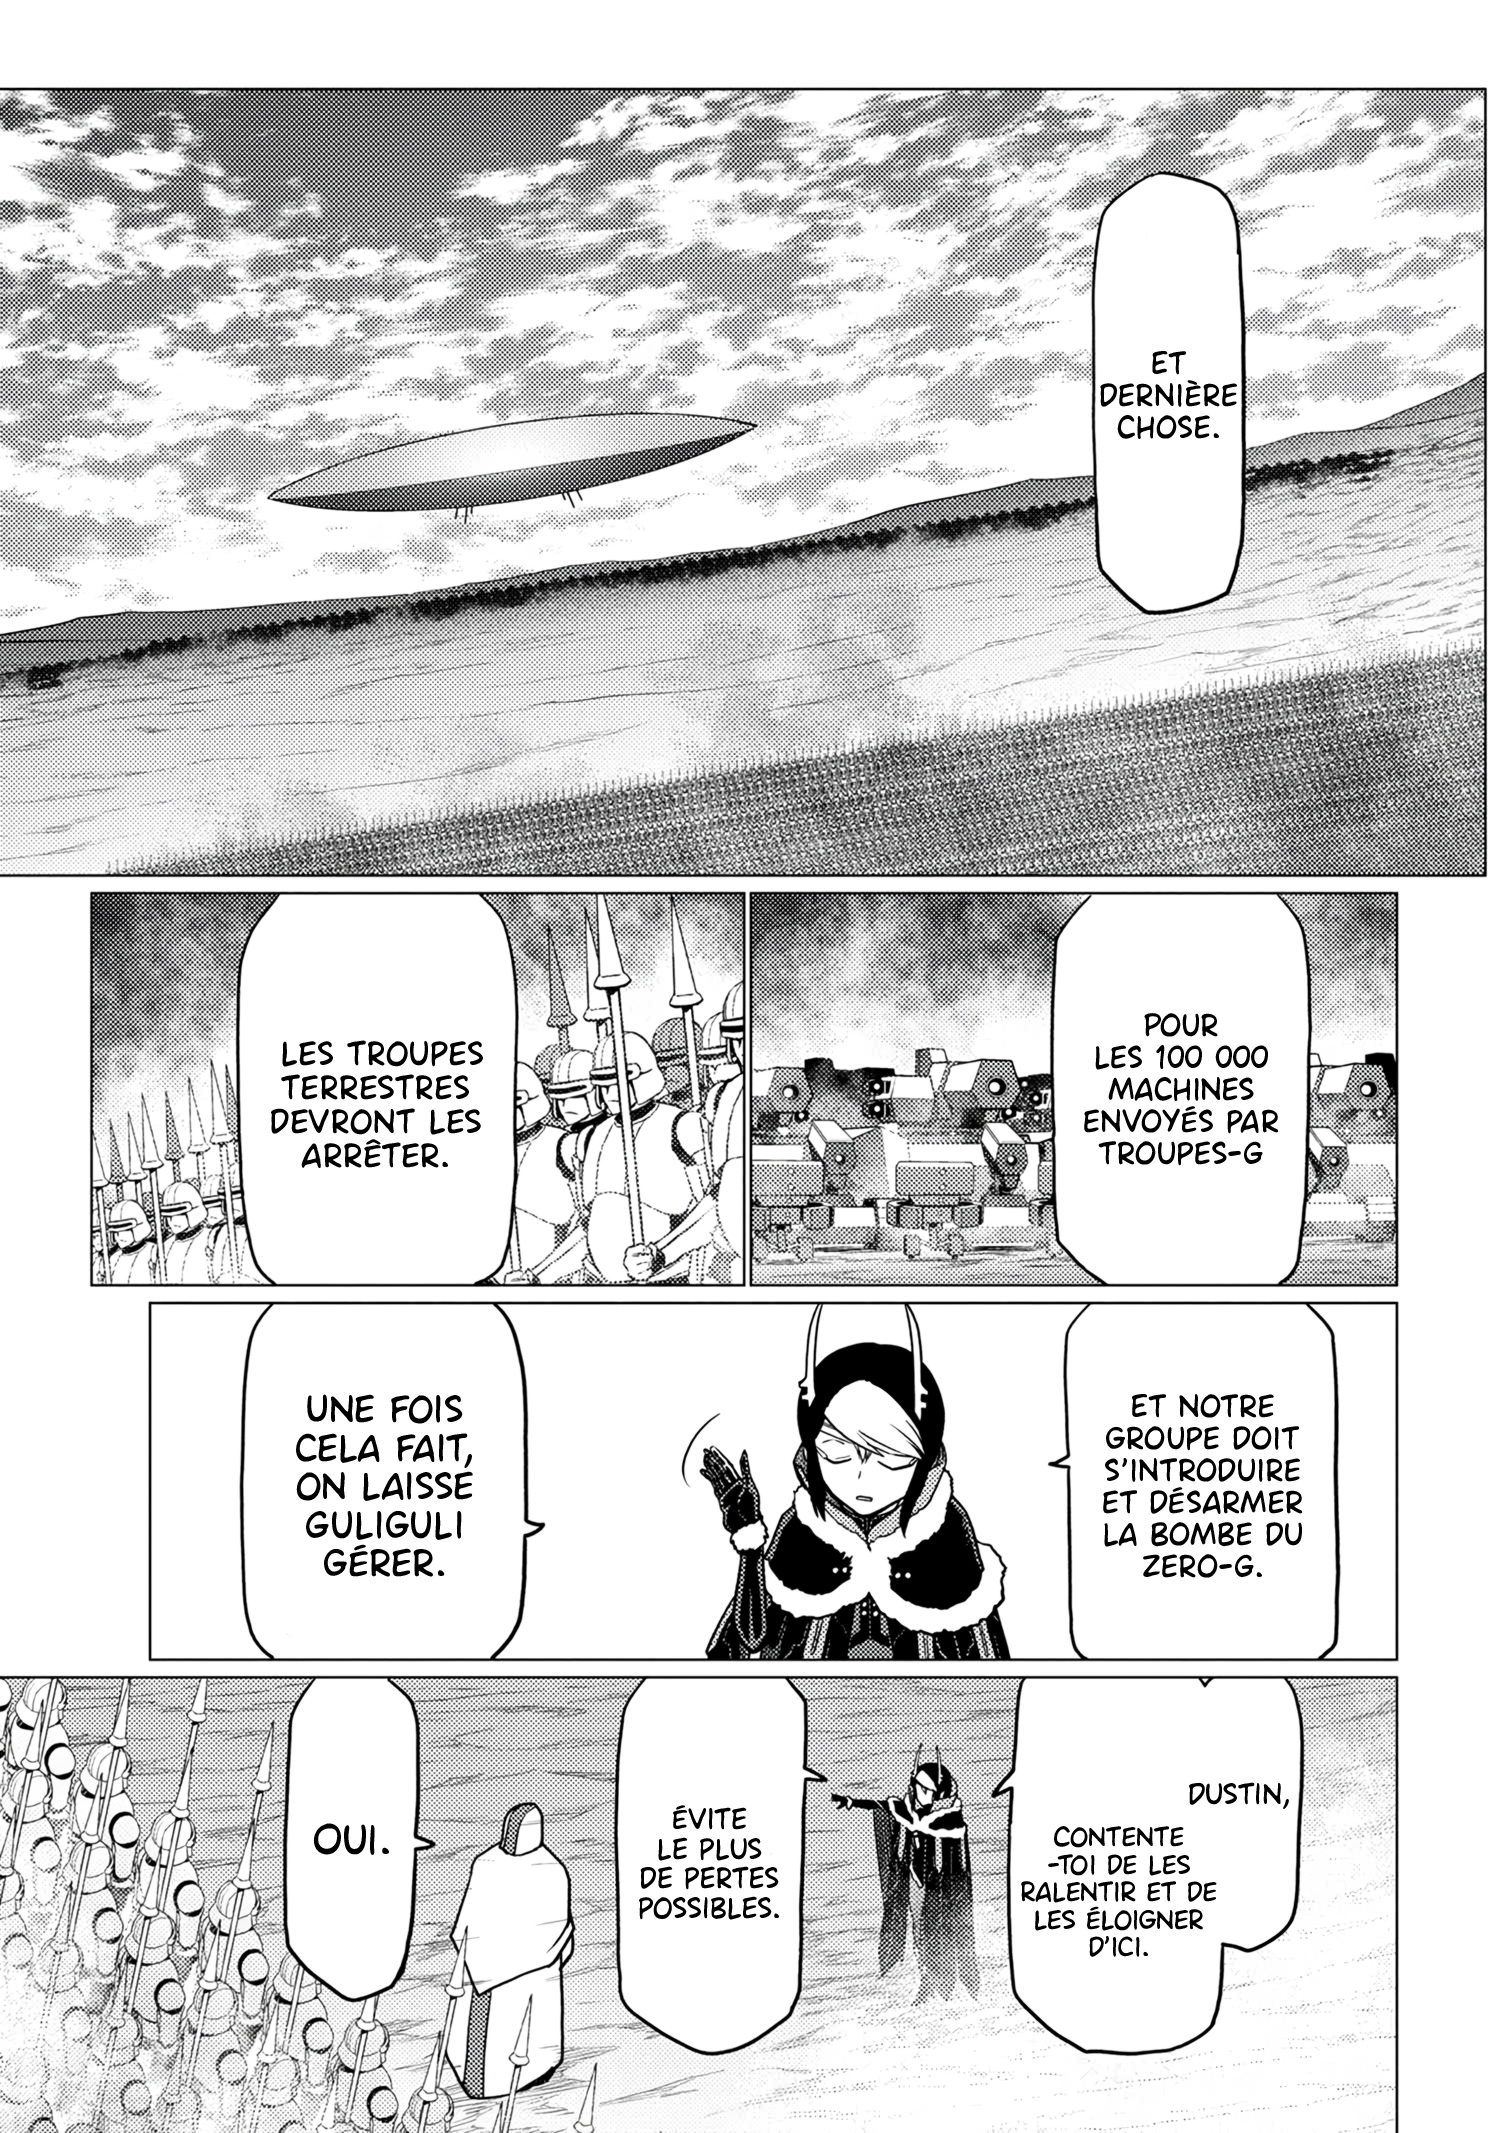 ET
DERNIÈRE
CHOSE.
POUR
LES 100 000
MACHINES
ENVOYÉS PAR
TROUPES-G
LES TROUPES
TERRESTRES
DEVRONT LES
ARRÊTER.
ET NOTRE
GROUPE DOIT
S'INTRODUIRE
ET DÉSARMER
LA BOMBE DU
ZERO-G.
UNE FOIS
CELA FAIT,
ON LAISSE
GULIGULI
GÉRER.
DUSTIN,
CONTENTE
-TOI DE LES
RALENTIR ET DE
LES ÉLOIGNER
D'ICI.
ÉVITE
LE PLUS
DE PERTES
POSSIBLES.
OUI.